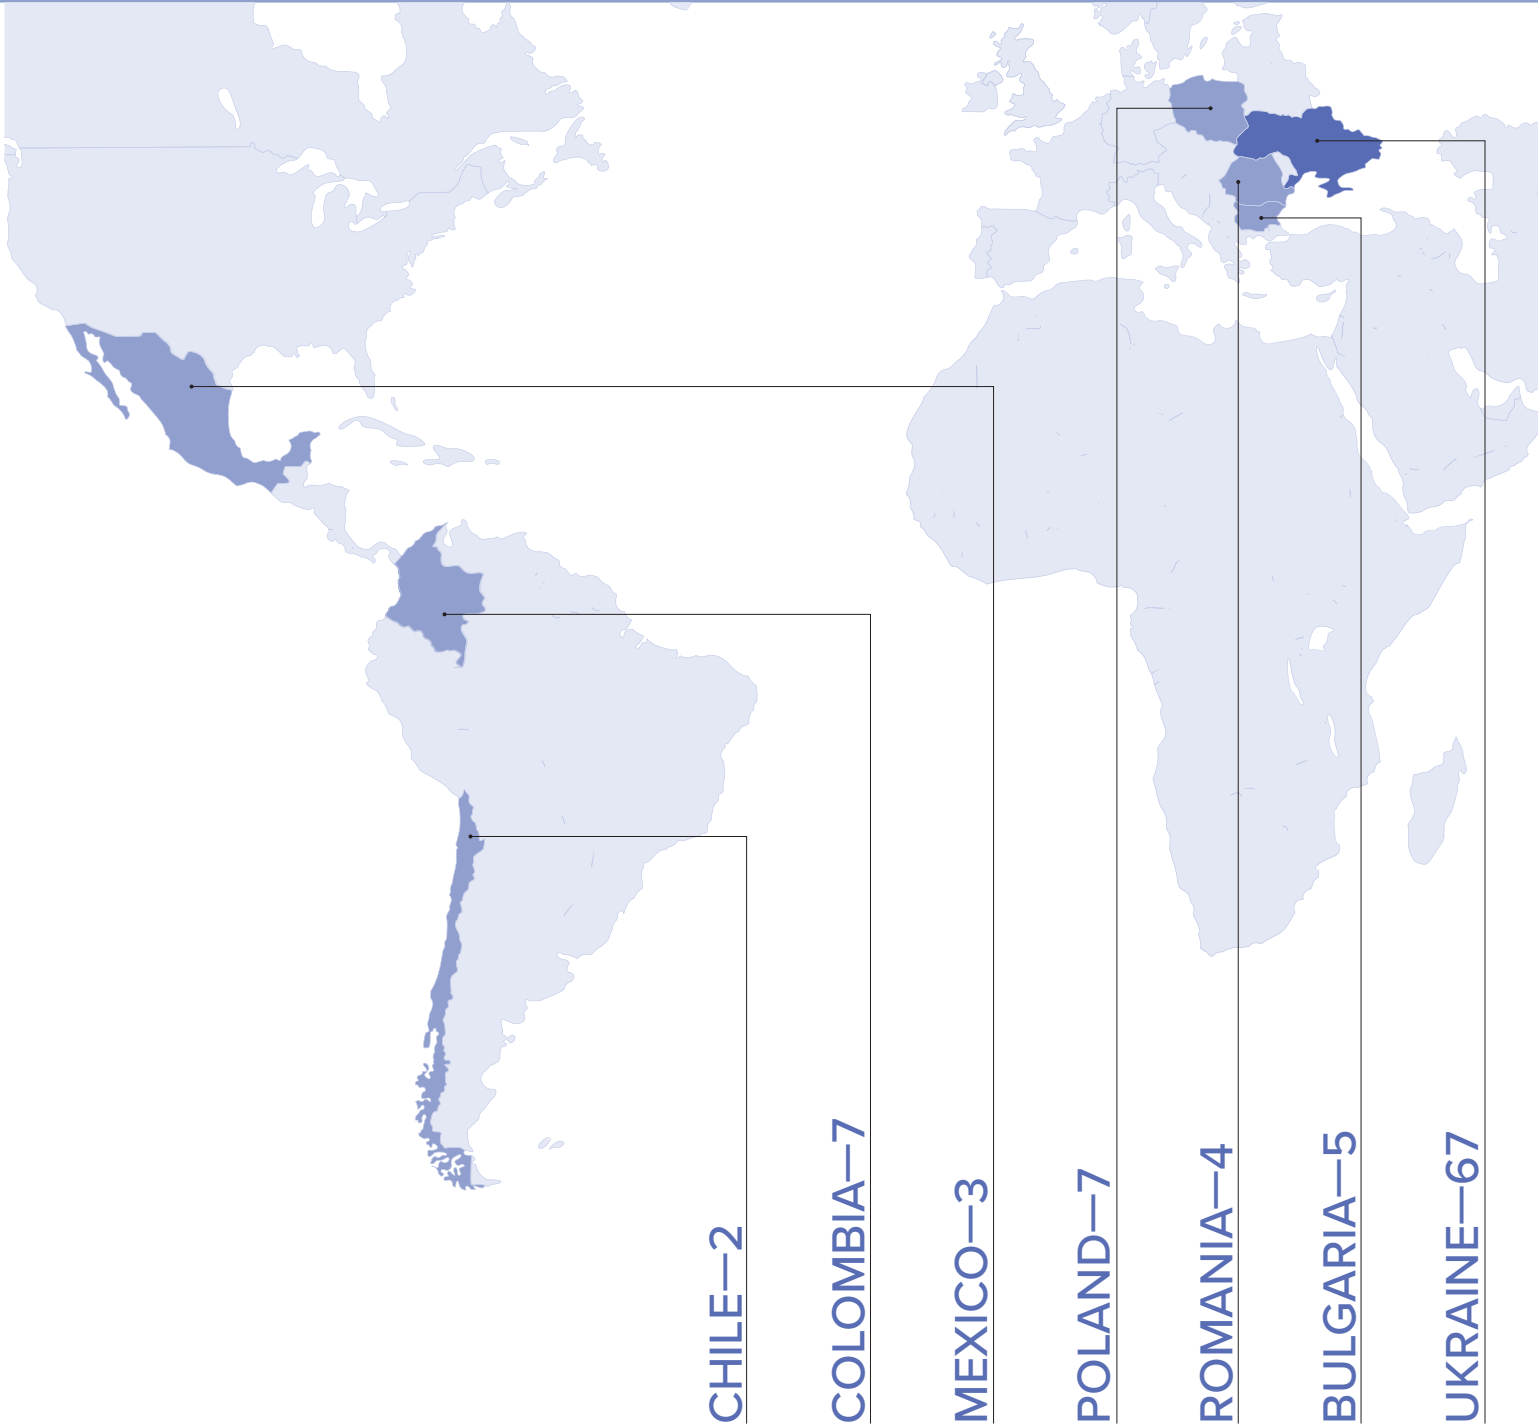 CHILE—2
COLOMBIA—7
MEXICO—3
POLAND—7
ROMANIA—4
BULGARIA—5
UKRAINE—67